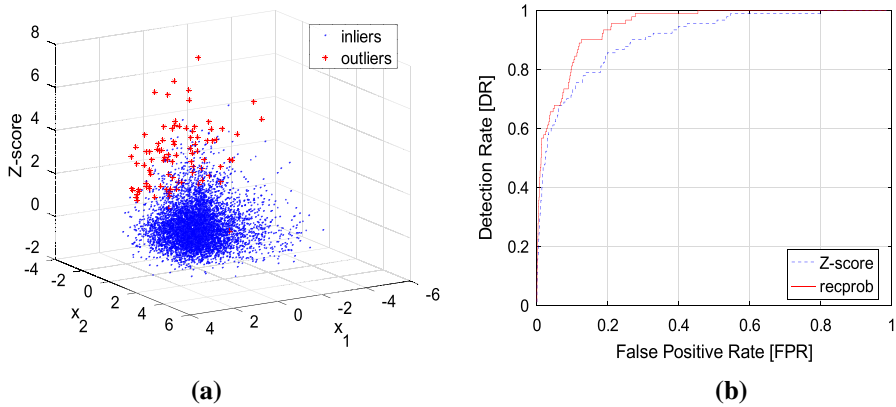 8
6
4
2
0
-2
Z-score
-4
-2
0
2
4
6
x2
4
2
0
-2
-4
-6
x1
inliers
outliers
(a)
1
0.8
0.6
0.4
0.2
0
Detection Rate [DR]
0
0.2
0.4
0.6
0.8
1
False Positive Rate [FPR]
Z-score
recprob
(b)